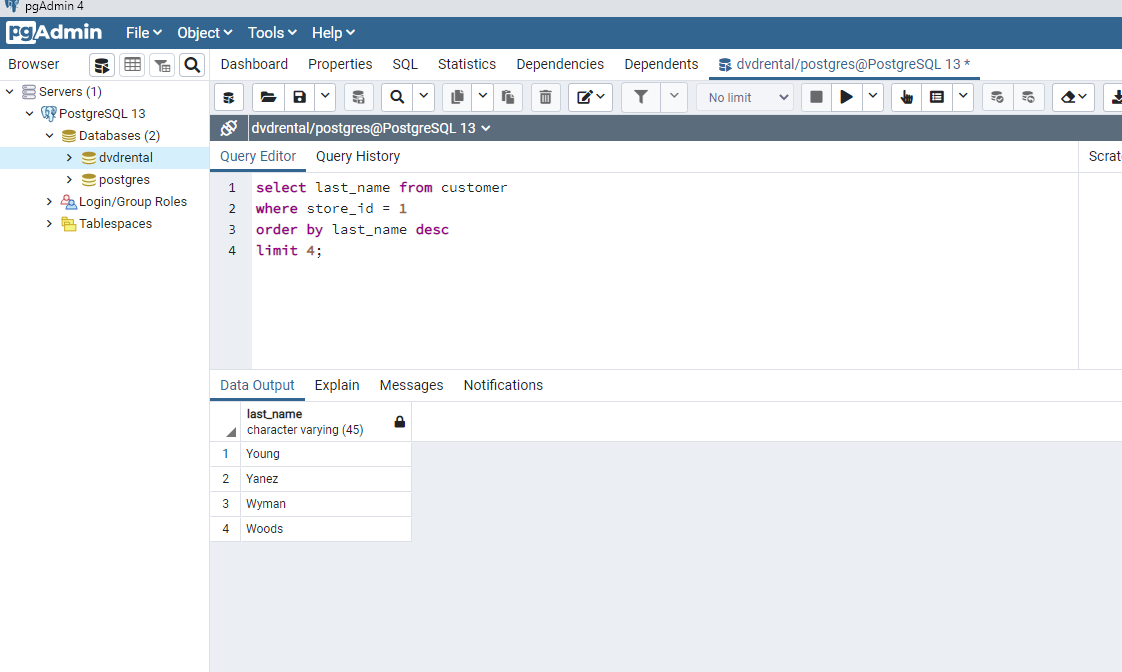 pgAdmin 4
pgAdmin
File Object Tools Help
Browser
Dashboard Properties SQL Statistics Dependencies Dependents dvdrental/postgres@PostgreSQL 13 *
Servers (1)
PostgreSQL 13
Databases (2)
dvdrental
postgres
Login/Group Roles
Tablespaces
No limit
dvdrental/postgres@PostgreSQL 13
Query Editor Query History
Scrat
1 select last_name from customer
2 where store_id = 1
3 order by last_name desc
4 limit 4;
Data Output Explain Messages Notifications
last_name
character varying (45)
1 Young
2 Yanez
3 Wyman
4 Woods